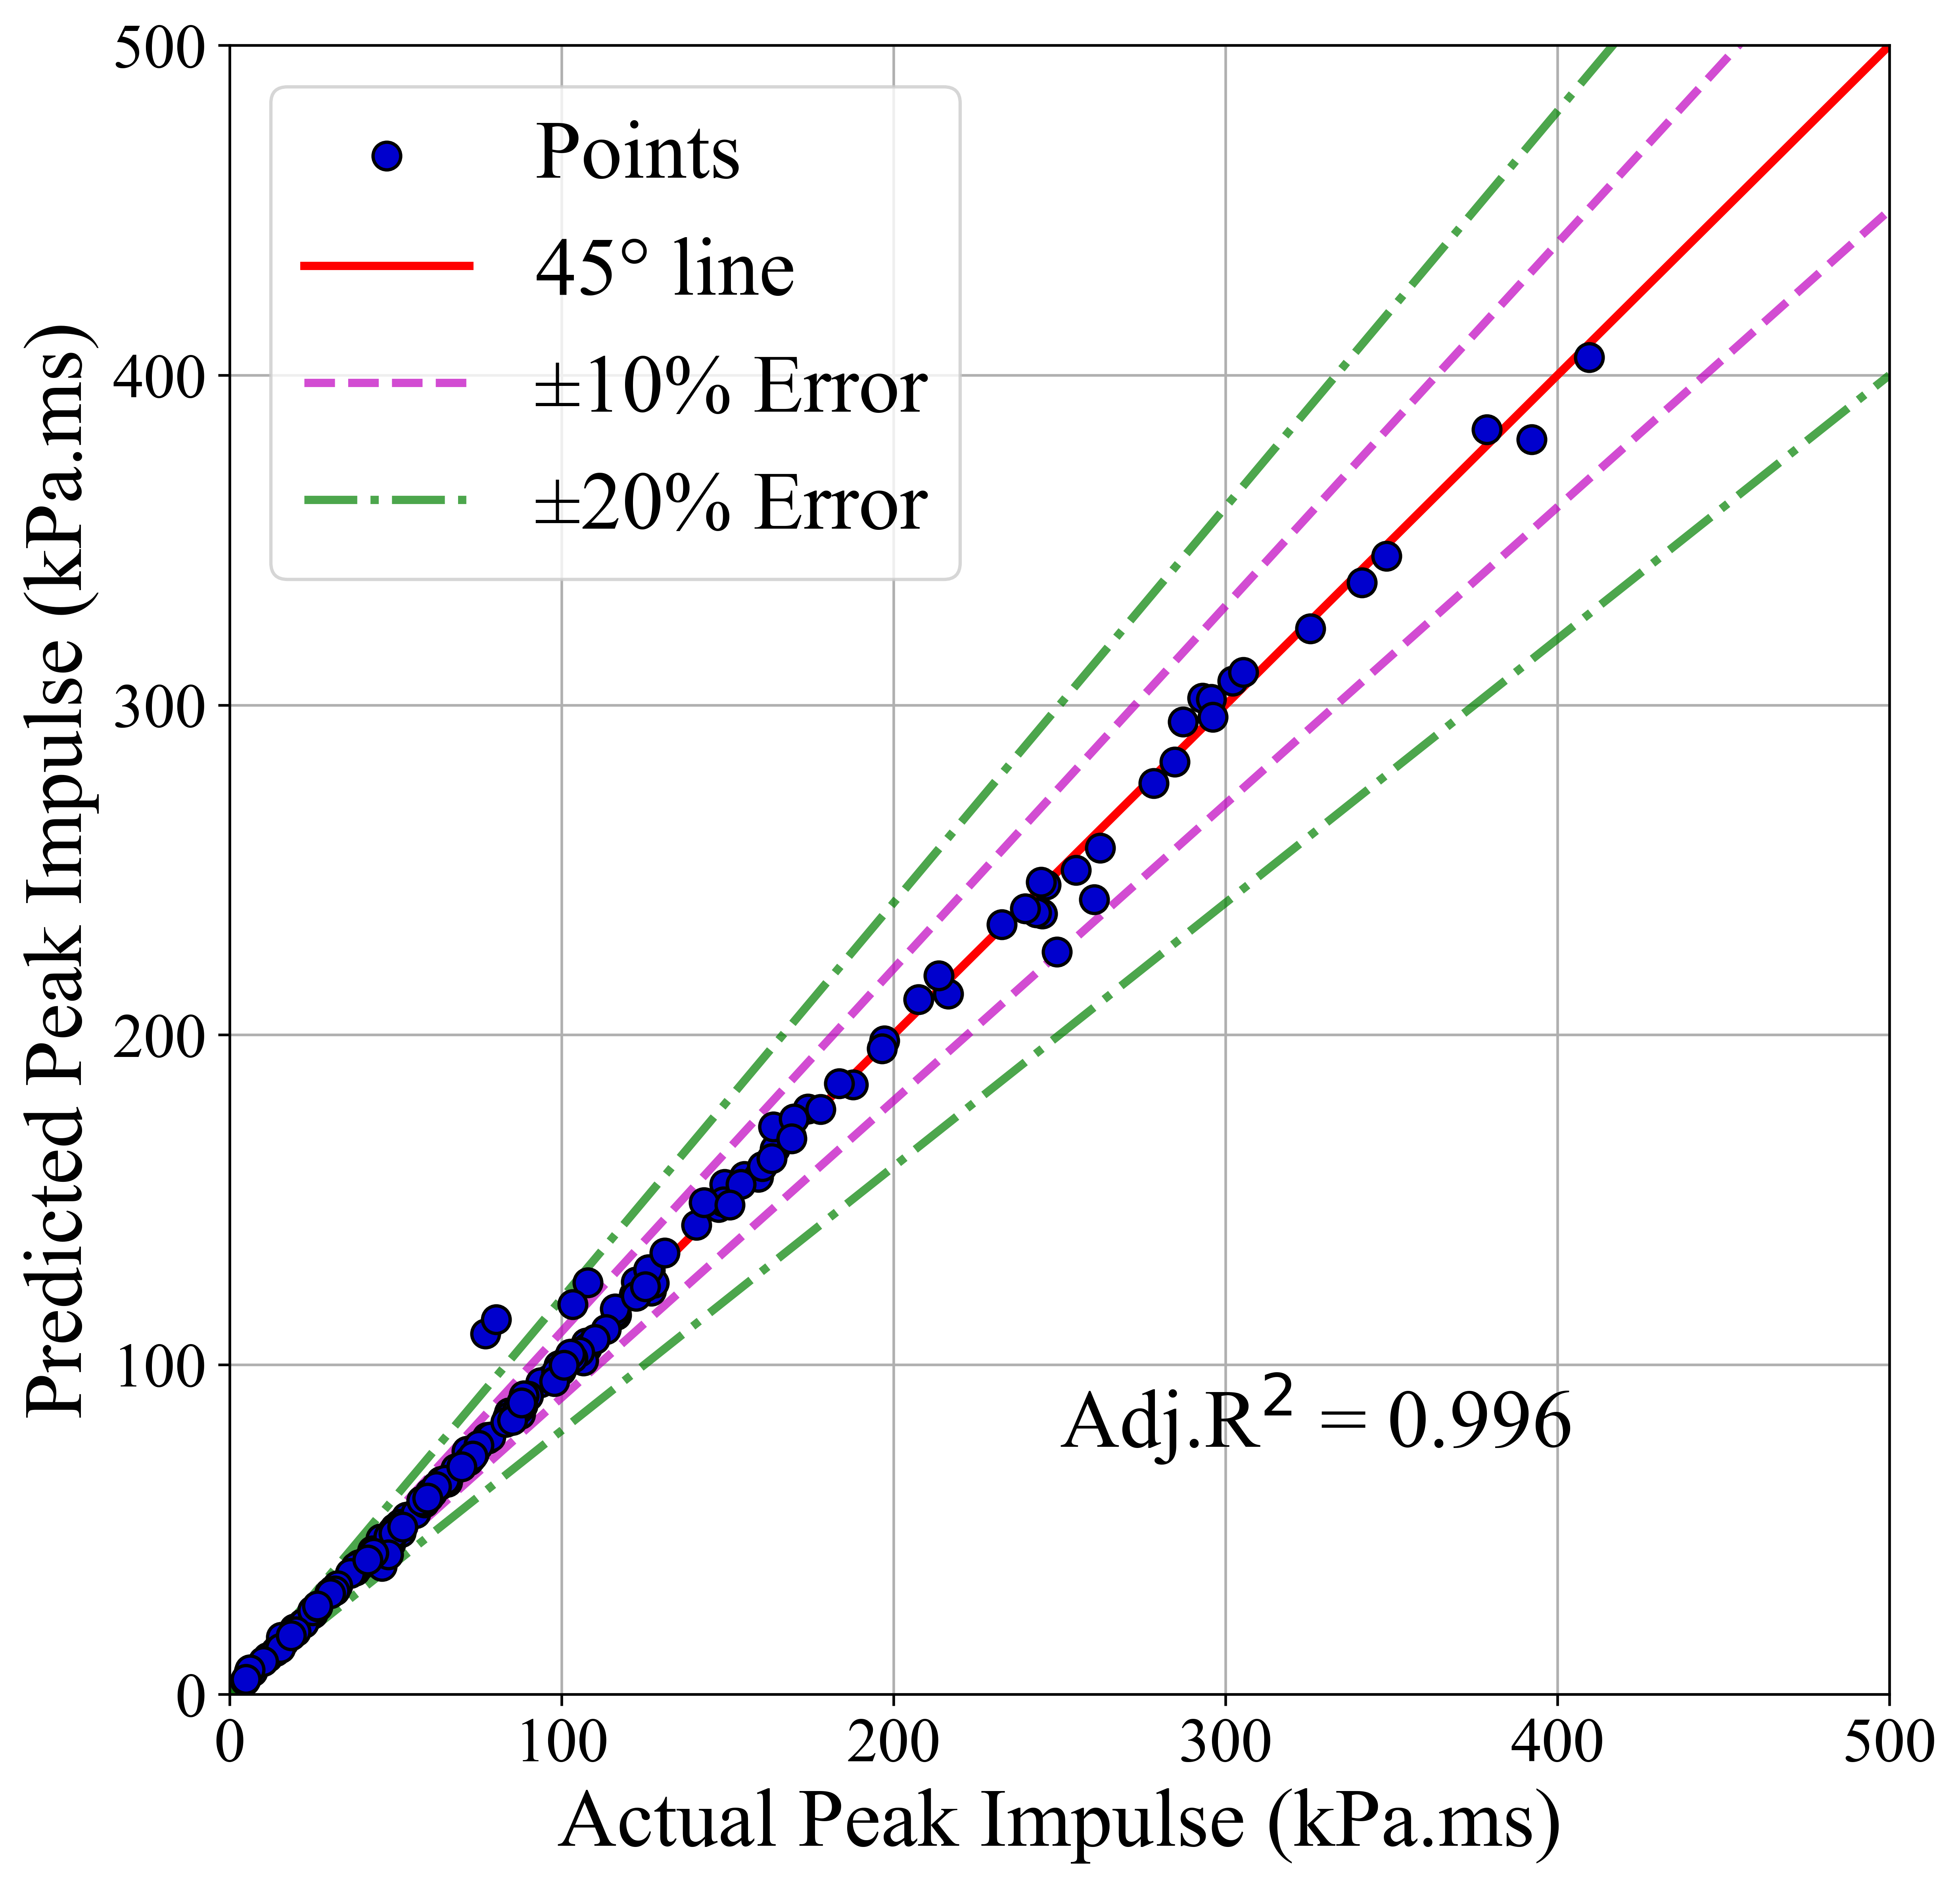 500
400
300
200
100
0
Predicted Peak Impulse (kPa.ms)
Points
45° line
±10% Error
±20% Error
Adj.R² = 0.996
0 100 200 300 400 500
Actual Peak Impulse (kPa.ms)